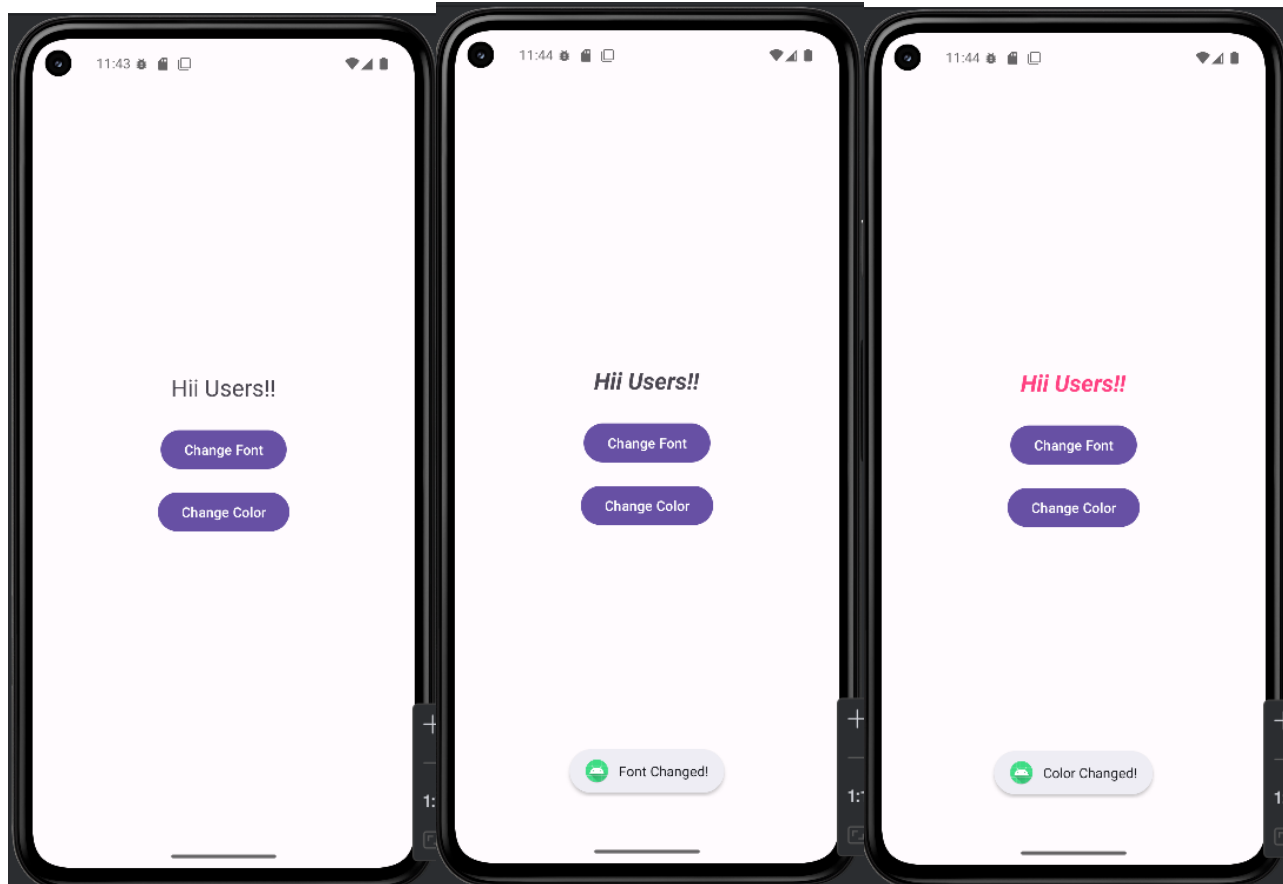 11:43
Hii Users!!
Change Font
Change Color
11:44
Hii Users!!
Change Font
Change Color
Font Changed!
11:44
Hii Users!!
Change Font
Change Color
Color Changed!